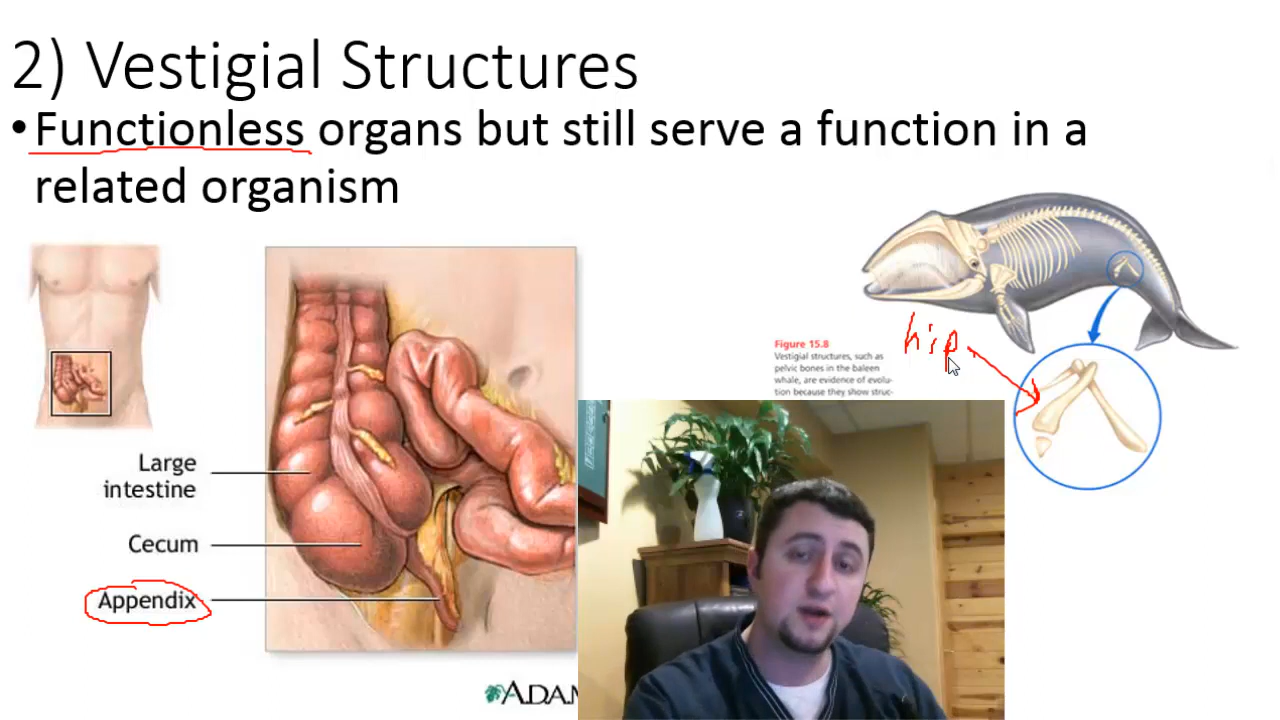 2) Vestigial Structures
•Functionless organs but still serve a function in a
related organism
Large
intestine
Cecum
Appendix
hip
Figure 15.8
Vestigial structures, such as
pelvic bones in the baleen
whale, are evidence of evolu-
tion because they show struc-